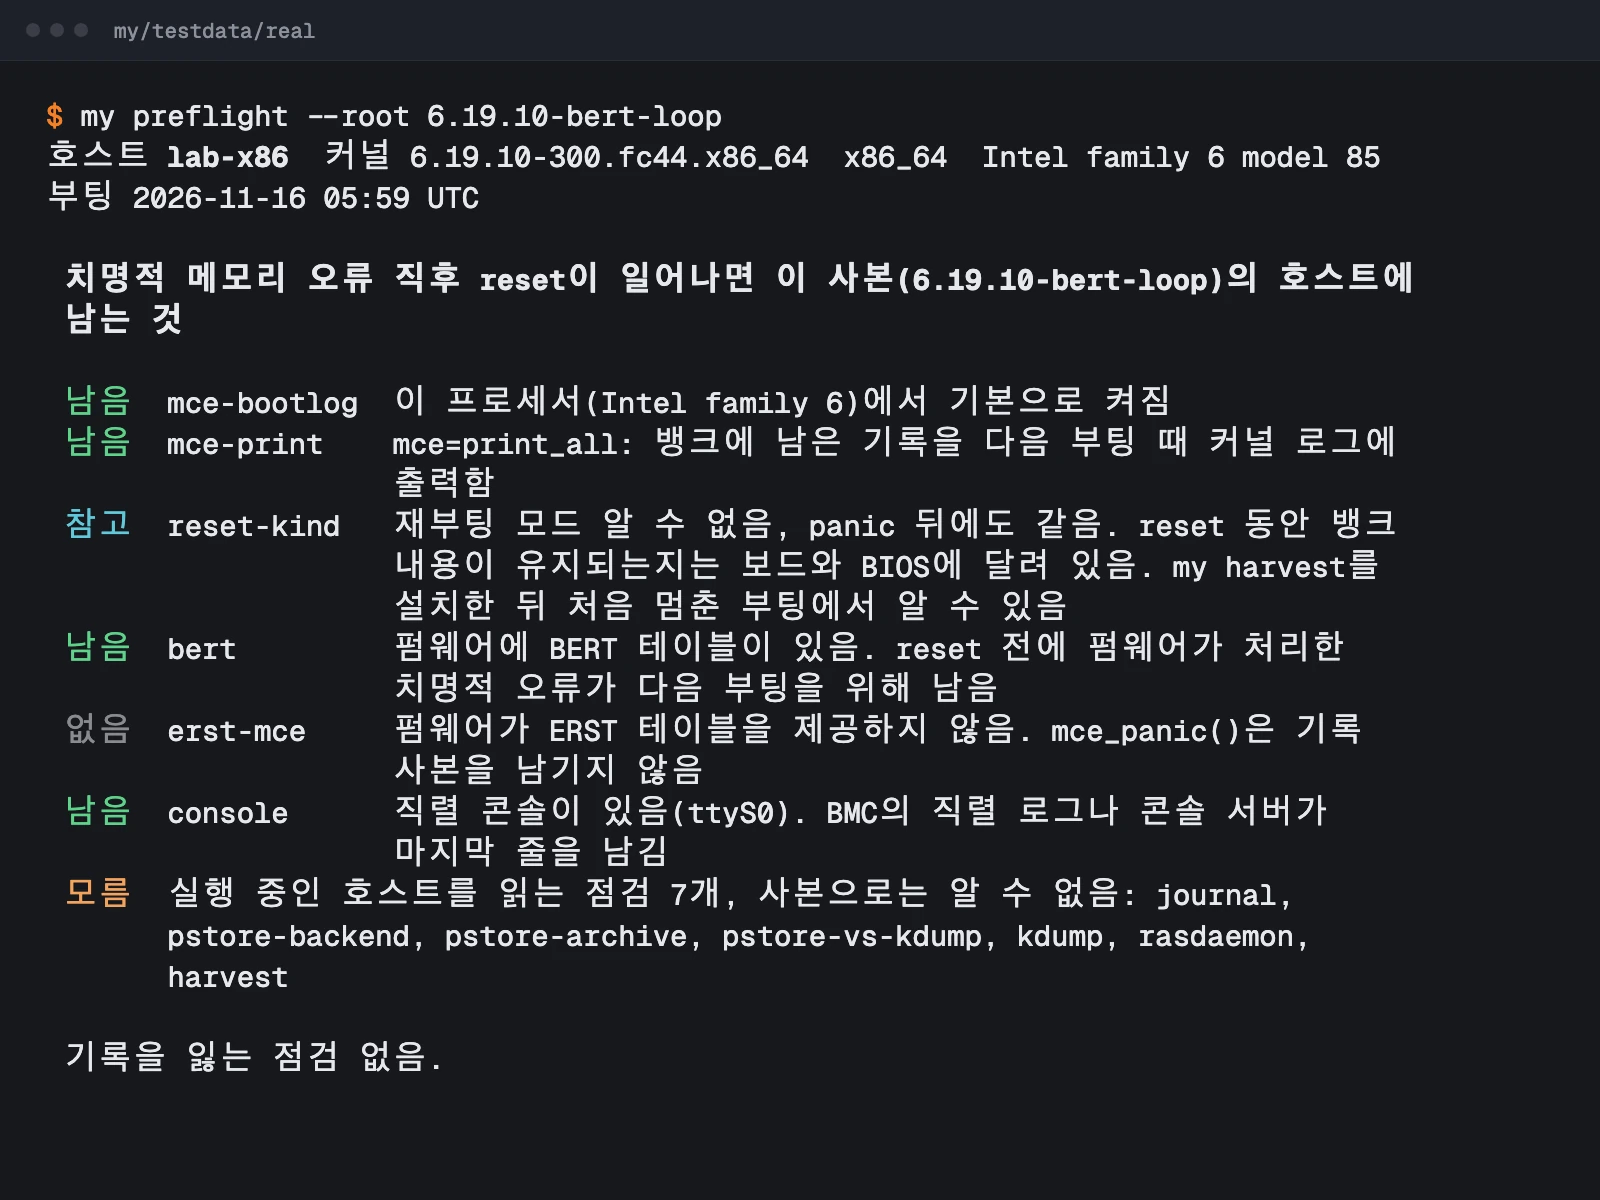 my/testdata/real
$ my preflight --root 6.19.10-bert-loop
호스트 lab-x86  커널 6.19.10-300.fc44.x86_64  x86_64  Intel family 6 model 85
부팅 2026-11-16 05:59 UTC
치명적 메모리 오류 직후 reset이 일어나면 이 사본(6.19.10-bert-loop)의 호스트에
남는 것
남음  mce-bootlog  이 프로세서(Intel family 6)에서 기본으로 켜짐
남음  mce-print    mce=print_all: 뱅크에 남은 기록을 다음 부팅 때 커널 로그에
출력함
참고  reset-kind   재부팅 모드 알 수 없음, panic 뒤에도 같음. reset 동안 뱅크
내용이 유지되는지는 보드와 BIOS에 달려 있음. my harvest를
설치한 뒤 처음 멈춘 부팅에서 알 수 있음
남음  bert         펌웨어에 BERT 테이블이 있음. reset 전에 펌웨어가 처리한
치명적 오류가 다음 부팅을 위해 남음
없음  erst-mce     펌웨어가 ERST 테이블을 제공하지 않음. mce_panic()은 기록
사본을 남기지 않음
남음  console      직렬 콘솔이 있음(ttyS0). BMC의 직렬 로그나 콘솔 서버가
마지막 줄을 남김
모름  실행 중인 호스트를 읽는 점검 7개, 사본으로는 알 수 없음: journal,
pstore-backend, pstore-archive, pstore-vs-kdump, kdump, rasdaemon,
harvest
기록을 잃는 점검 없음.